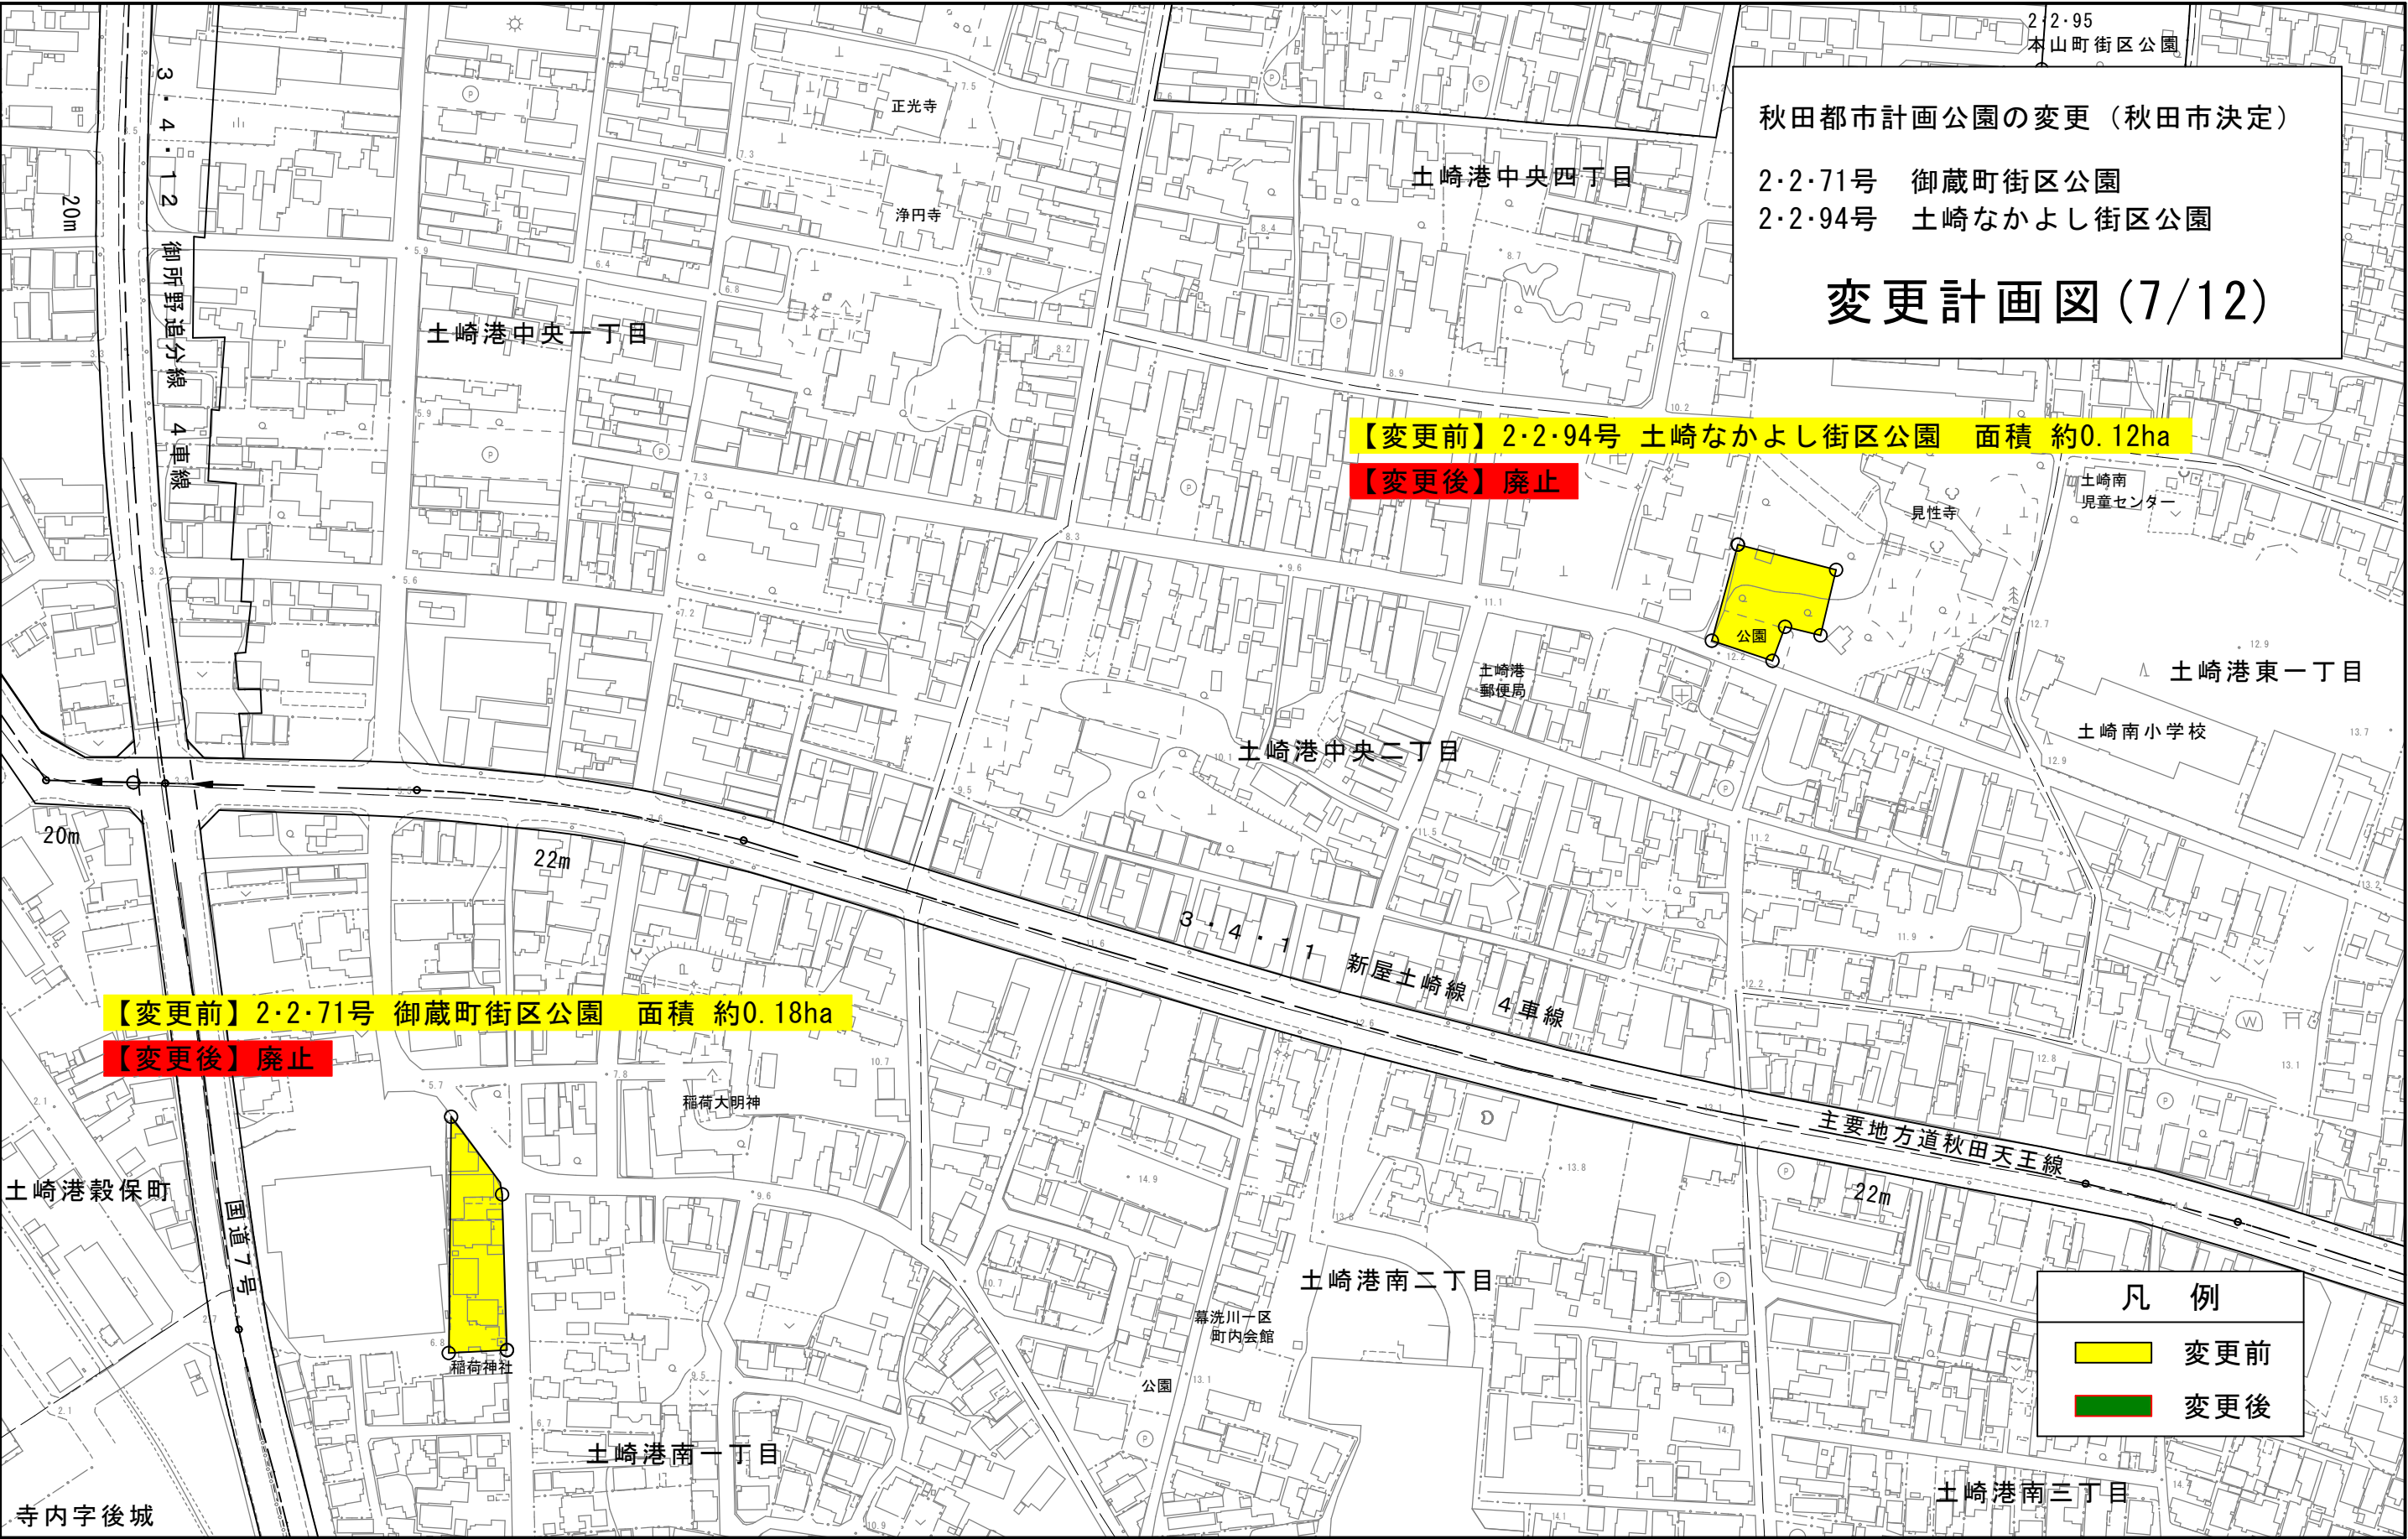 2・2・95
本山町街区公園
秋田都市計画公園の変更（秋田市決定）
2・2・71号　御蔵町街区公園
2・2・94号　土崎なかよし街区公園
変更計画図(7/12)
3・4・12　御所野追分線　4車線
20m
正光寺
浄円寺
土崎港中央四丁目
土崎港中央一丁目
【変更前】2・2・94号 土崎なかよし街区公園　面積 約0.12ha
【変更後】廃止
土崎南
児童センター
見性寺
公園
土崎港
郵便局
土崎港東一丁目
土崎南小学校
土崎港中央二丁目
20m
22m
3・4・11　新屋土崎線　4車線
【変更前】2・2・71号 御蔵町街区公園　面積 約0.18ha
【変更後】廃止
稲荷大明神
主要地方道秋田天王線
22m
土崎港穀保町
国道7号
稲荷神社
土崎港南二丁目
幕洗川一区
町内会館
公園
土崎港南一丁目
寺内字後城
土崎港南三丁目
凡　例
変更前
変更後